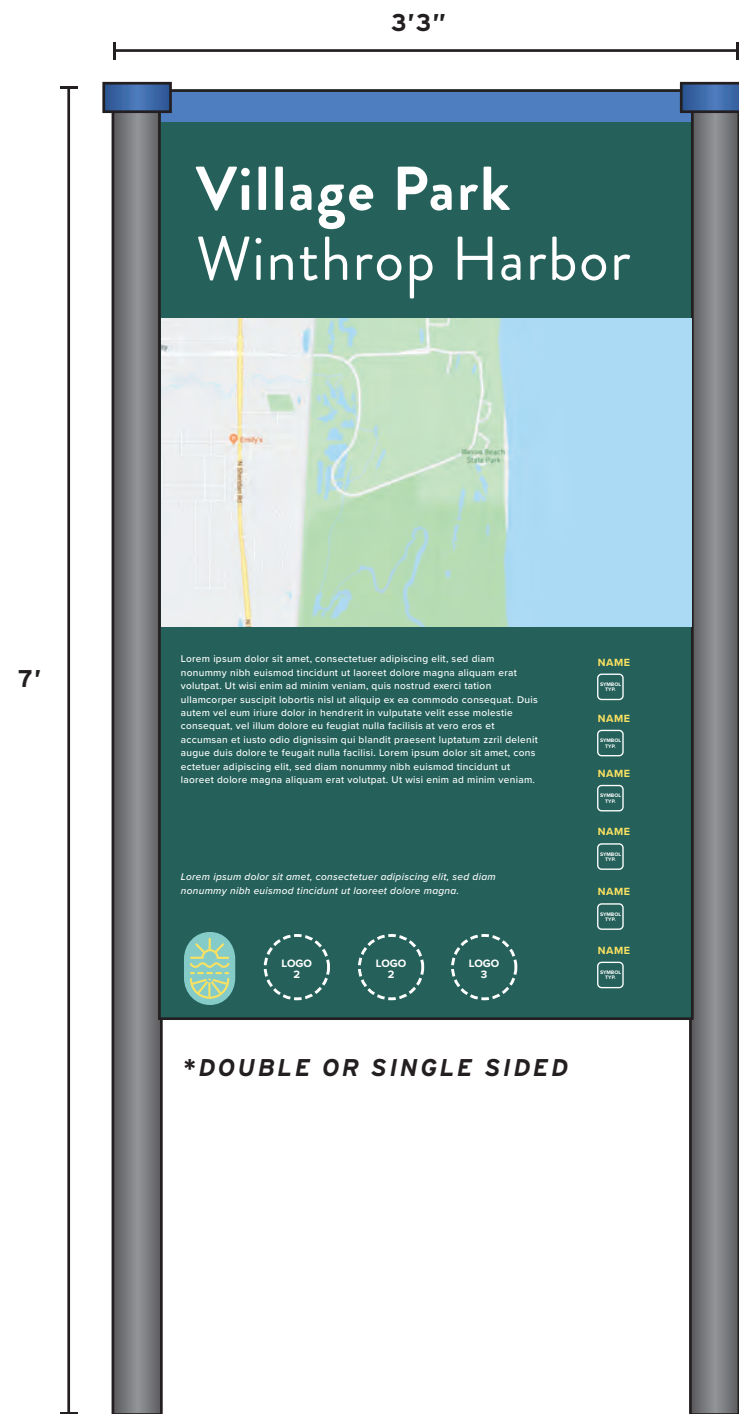 3'3"
Village Park
Winthrop Harbor
Emily's
N Sheridan Rd
Illinois Beach
State Park
N
7'
Lorem ipsum dolor sit amet, consectetuer adipiscing elit, sed diam
nonummy nibh euismod tincidunt ut laoreet dolore magna aliquam erat
volutpat. Ut wisi enim ad minim veniam, quis nostrud exerci tation
ullamcorper suscipit lobortis nisl ut aliquip ex ea commodo consequat. Duis
autem vel eum iriure dolor in hendrerit in vulputate velit esse molestie
consequat, vel illum dolore eu feugiat nulla facilisis at vero eros et
accumsan et iusto odio dignissim qui blandit praesent luptatum zzril delenit
augue duis dolore te feugait nulla facilisi. Lorem ipsum dolor sit amet, cons
ectetuer adipiscing elit, sed diam nonummy nibh euismod tincidunt ut
laoreet dolore magna aliquam erat volutpat. Ut wisi enim ad minim veniam.
Lorem ipsum dolor sit amet, consectetuer adipiscing elit, sed diam
nonummy nibh euismod tincidunt ut laoreet dolore magna.
NAME
SYMBOL
TYP.
NAME
SYMBOL
TYP.
NAME
SYMBOL
TYP.
NAME
SYMBOL
TYP.
NAME
SYMBOL
TYP.
NAME
SYMBOL
TYP.
LOGO
2
LOGO
2
LOGO
3
*DOUBLE OR SINGLE SIDED